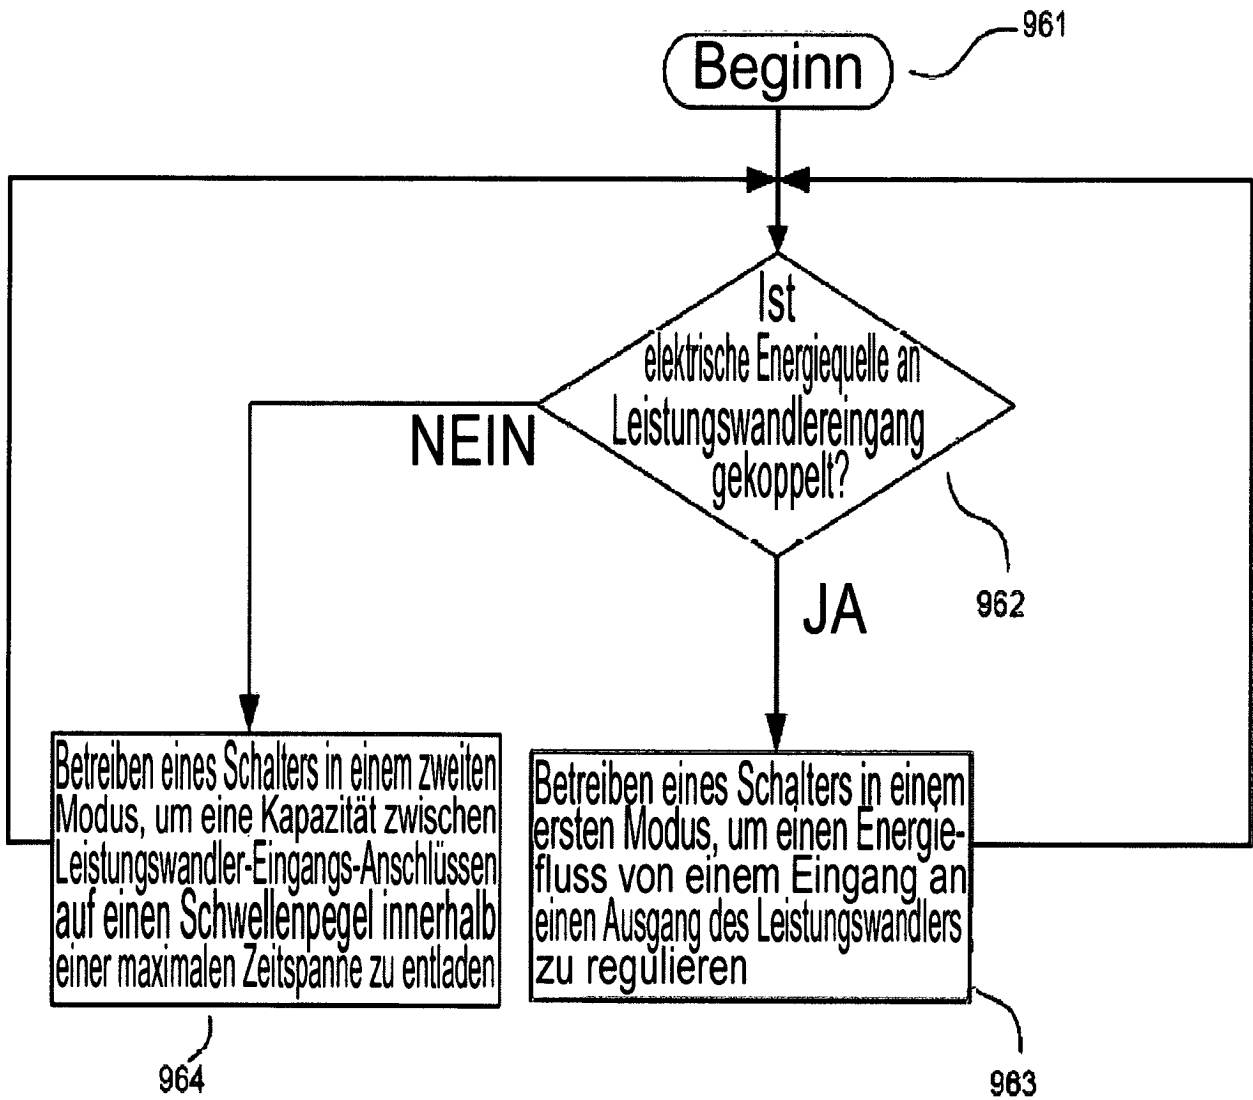 961
Beginn
Ist
elektrische Energiequelle an
Leistungswandlereingang
gekoppelt?
NEIN
962
JA
Betreiben eines Schalters in einem zweiten
Modus, um eine Kapazität zwischen
Leistungswandler-Eingangs-Anschlüssen
auf einen Schwellenpegel innerhalb
einer maximalen Zeitspanne zu entladen
Betreiben eines Schalters in einem
ersten Modus, um einen Energie-
fluss von einem Eingang an
einen Ausgang des Leistungswandlers
zu regulieren
964
963